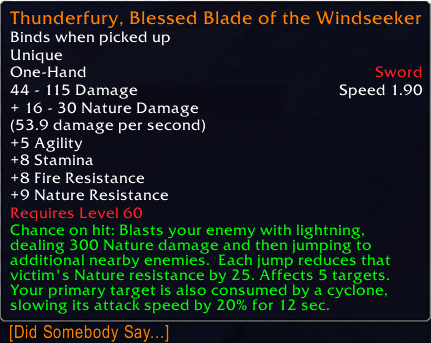 Thunderfury, Blessed Blade of the Windseeker
Binds when picked up
Unique
One-Hand Sword
44 - 115 Damage Speed 1.90
+ 16 - 30 Nature Damage
(53.9 damage per second)
+5 Agility
+8 Stamina
+8 Fire Resistance
+9 Nature Resistance
Requires Level 60
Chance on hit: Blasts your enemy with lightning,
dealing 300 Nature damage and then jumping to
additional nearby enemies.  Each jump reduces that
victim's Nature resistance by 25. Affects 5 targets.
Your primary target is also consumed by a cyclone,
slowing its attack speed by 20% for 12 sec.
[Did Somebody Say...]